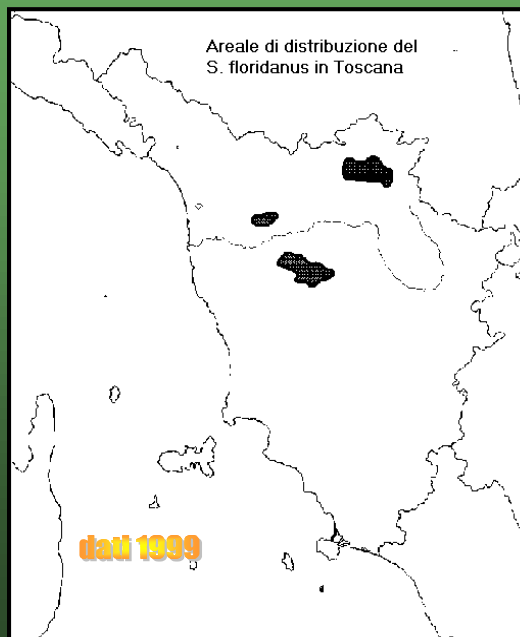 Areale di distribuzione del
S. floridanus in Toscana
dati 1999